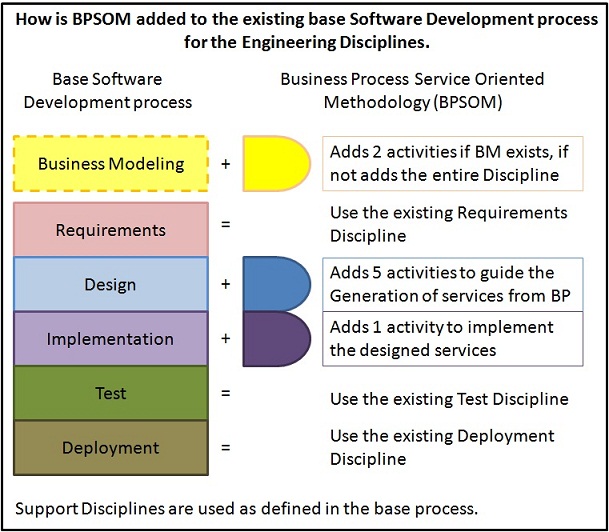 How is BPSOM added to the existing base Software Development process
for the Engineering Disciplines.
Base Software
Development process
Business Process Service Oriented
Methodology (BPSOM)
Business Modeling
+
Adds 2 activities if BM exists, if
not adds the entire Discipline
Requirements
=
Use the existing Requirements
Discipline
Design
+
Adds 5 activities to guide the
Generation of services from BP
Implementation
+
Adds 1 activity to implement
the designed services
Test
=
Use the existing Test Discipline
Deployment
=
Use the existing Deployment
Discipline
Support Disciplines are used as defined in the base process.